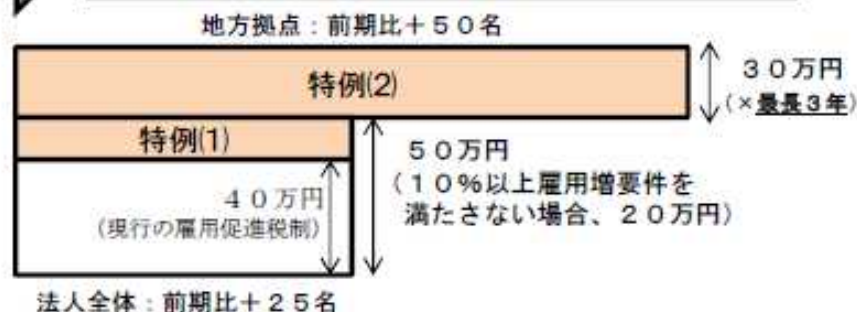 地方拠点：前期比＋５０名
特例(2)
３０万円
（×最長３年）
特例(1)
５０万円
（１０％以上雇用増要件を
満たさない場合、２０万円）
４０万円
（現行の雇用促進税制）
法人全体：前期比＋２５名